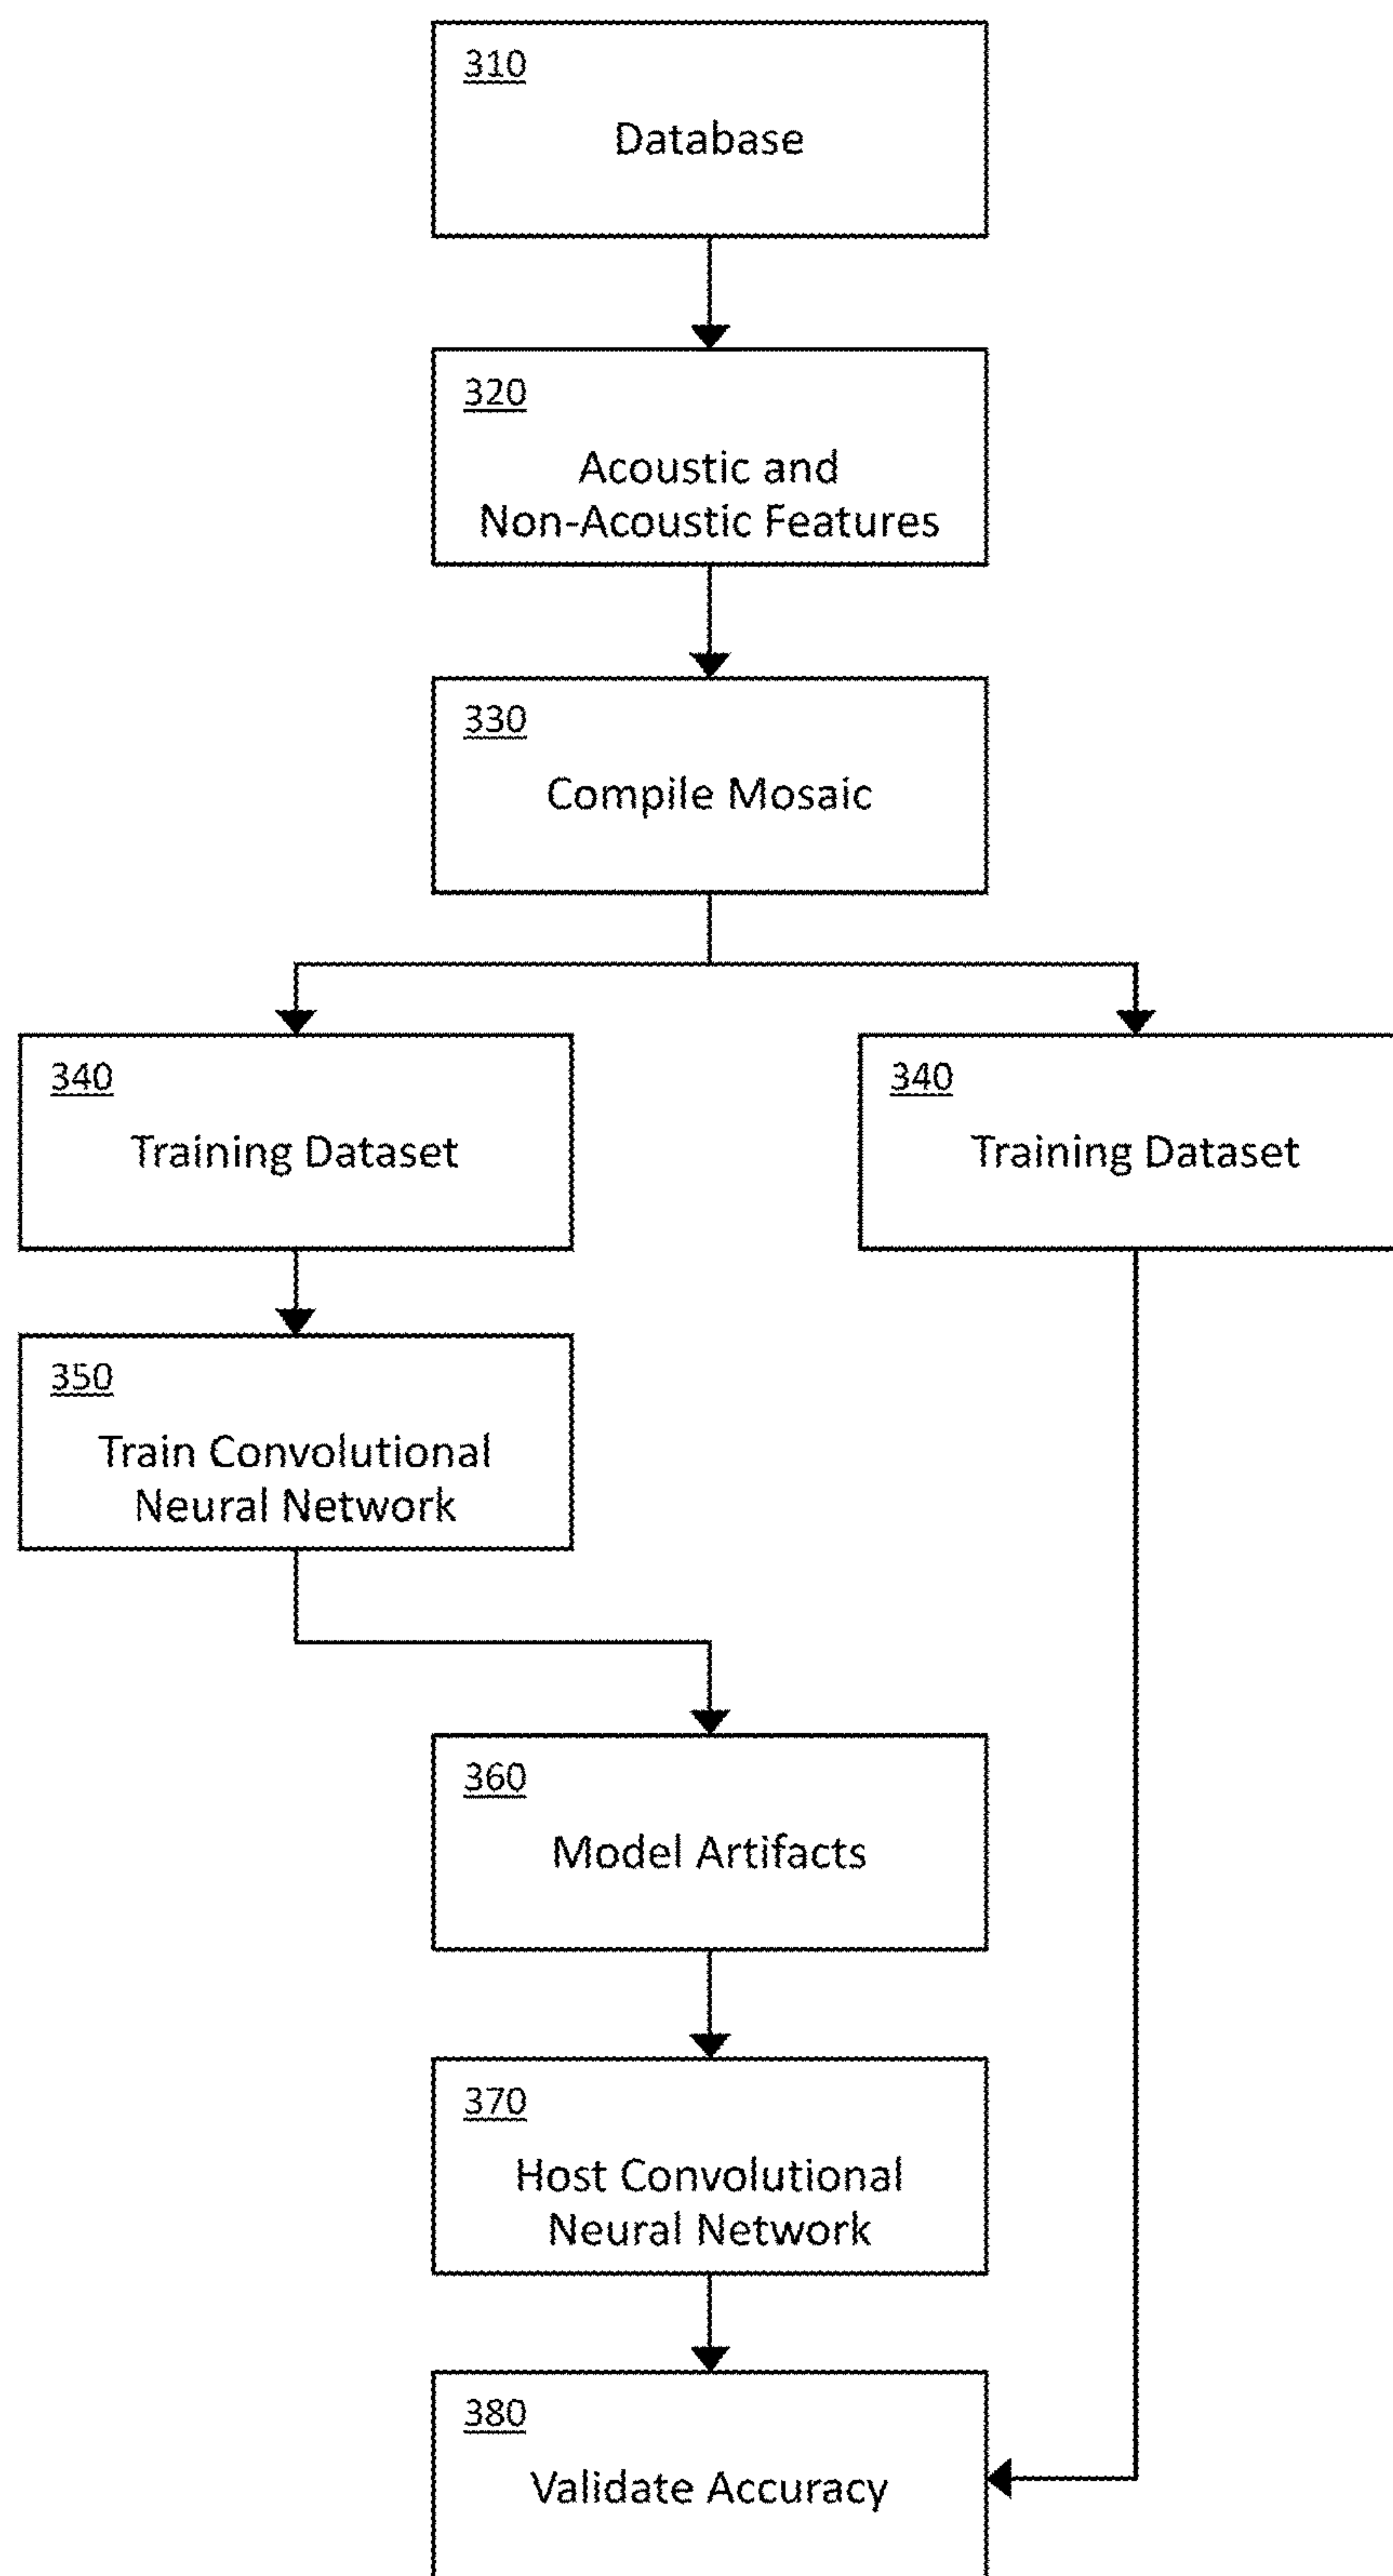 310
Database
320
Acoustic and
Non-Acoustic Features
330
Compile Mosaic
340
Training Dataset
340
Training Dataset
350
Train Convolutional
Neural Network
360
Model Artifacts
370
Host Convolutional
Neural Network
380
Validate Accuracy